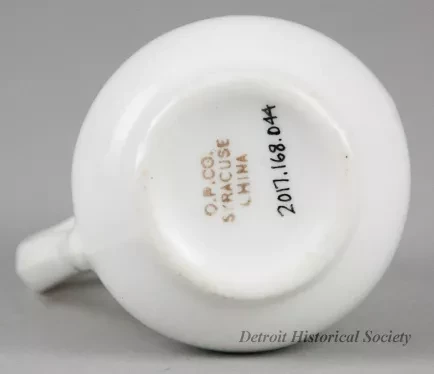 O.P.CO.
SYRACUSE
CHINA
2017.168.044
Detroit Historical Society